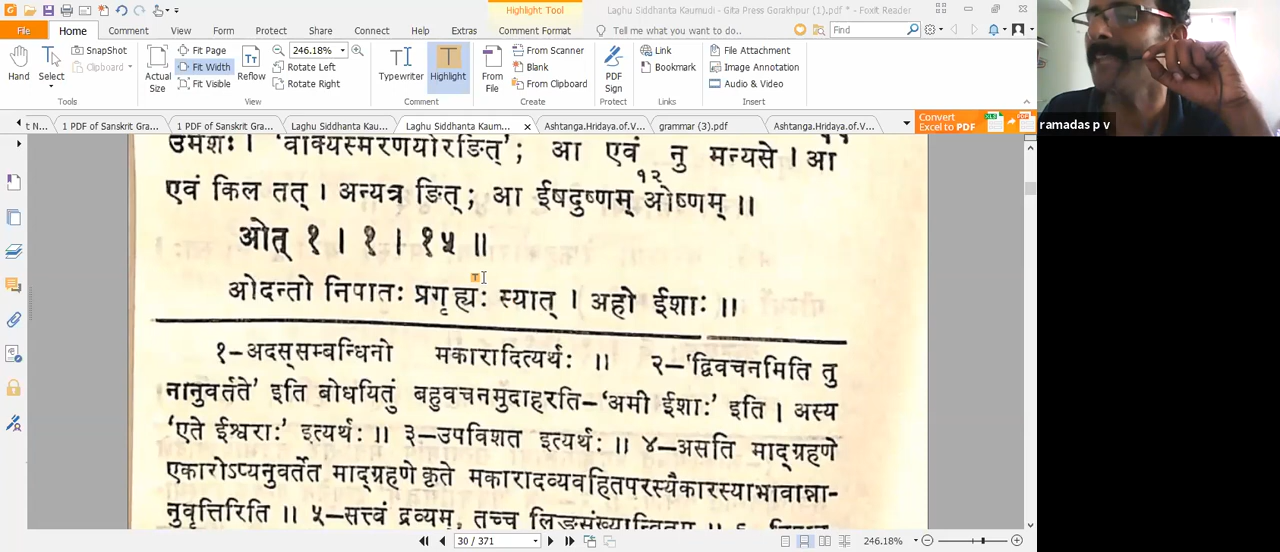 Highlight Tool
Laghu Siddhanta Kaumudi - Gita Press Gorakhpur (1).pdf * - Foxit Reader
File Home Comment View Form Protect Share Connect Help Extras Comment Format Tell me what you want to do... Find
SnapShot Clipboard Hand Select Tools
Actual Size Fit Page Fit Width Fit Visible Reflow 246.18% Rotate Left Rotate Right View
Typewriter Highlight Comment
From File From Scanner Blank From Clipboard Create
PDF Sign Protect
Link Bookmark Links
File Attachment Image Annotation Audio & Video Insert
t N... 1 PDF of Sanskrit Gra... 1 PDF of Sanskrit Gra... Laghu Siddhanta Kau... Laghu Siddhanta Kaum... Ashtanga.Hridaya.of.V... grammar (3).pdf Ashtanga.Hridaya.of.V...
Convert Excel to PDF
ramadas p v
उमेशः। 'वाक्यस्मरणयोरङित्'; आ एवं नु मन्यसे। आ
एवं किल तत्। अन्यत्र ङित्; आ ईषदुष्णम् ओष्णम्॥
१२
ओत् १। १। १५॥
ओदन्तो निपातः प्रगृह्यः स्यात्। अहो ईशाः॥
१–अदस्सम्बन्धिनो मकारादित्यर्थः॥ २–'द्विवचनमिति तु
नानुवर्तते' इति बोधयितुं बहुवचनमुदाहरति–'अमी ईशाः' इति। अस्य
'एते ईश्वराः' इत्यर्थः॥ ३–उपविशत इत्यर्थः॥ ४–असति माद्ग्रहणे
एकारोऽप्यनुवर्तेत माद्ग्रहणे कृते मकारादव्यवहितपरस्यैकारस्याभावान्ना-
नुवृत्तिरिति॥ ५–सत्त्वं द्रव्यम्, तच्च लिङ्गसंख्यान्वितम्॥
30 / 371
246.18%